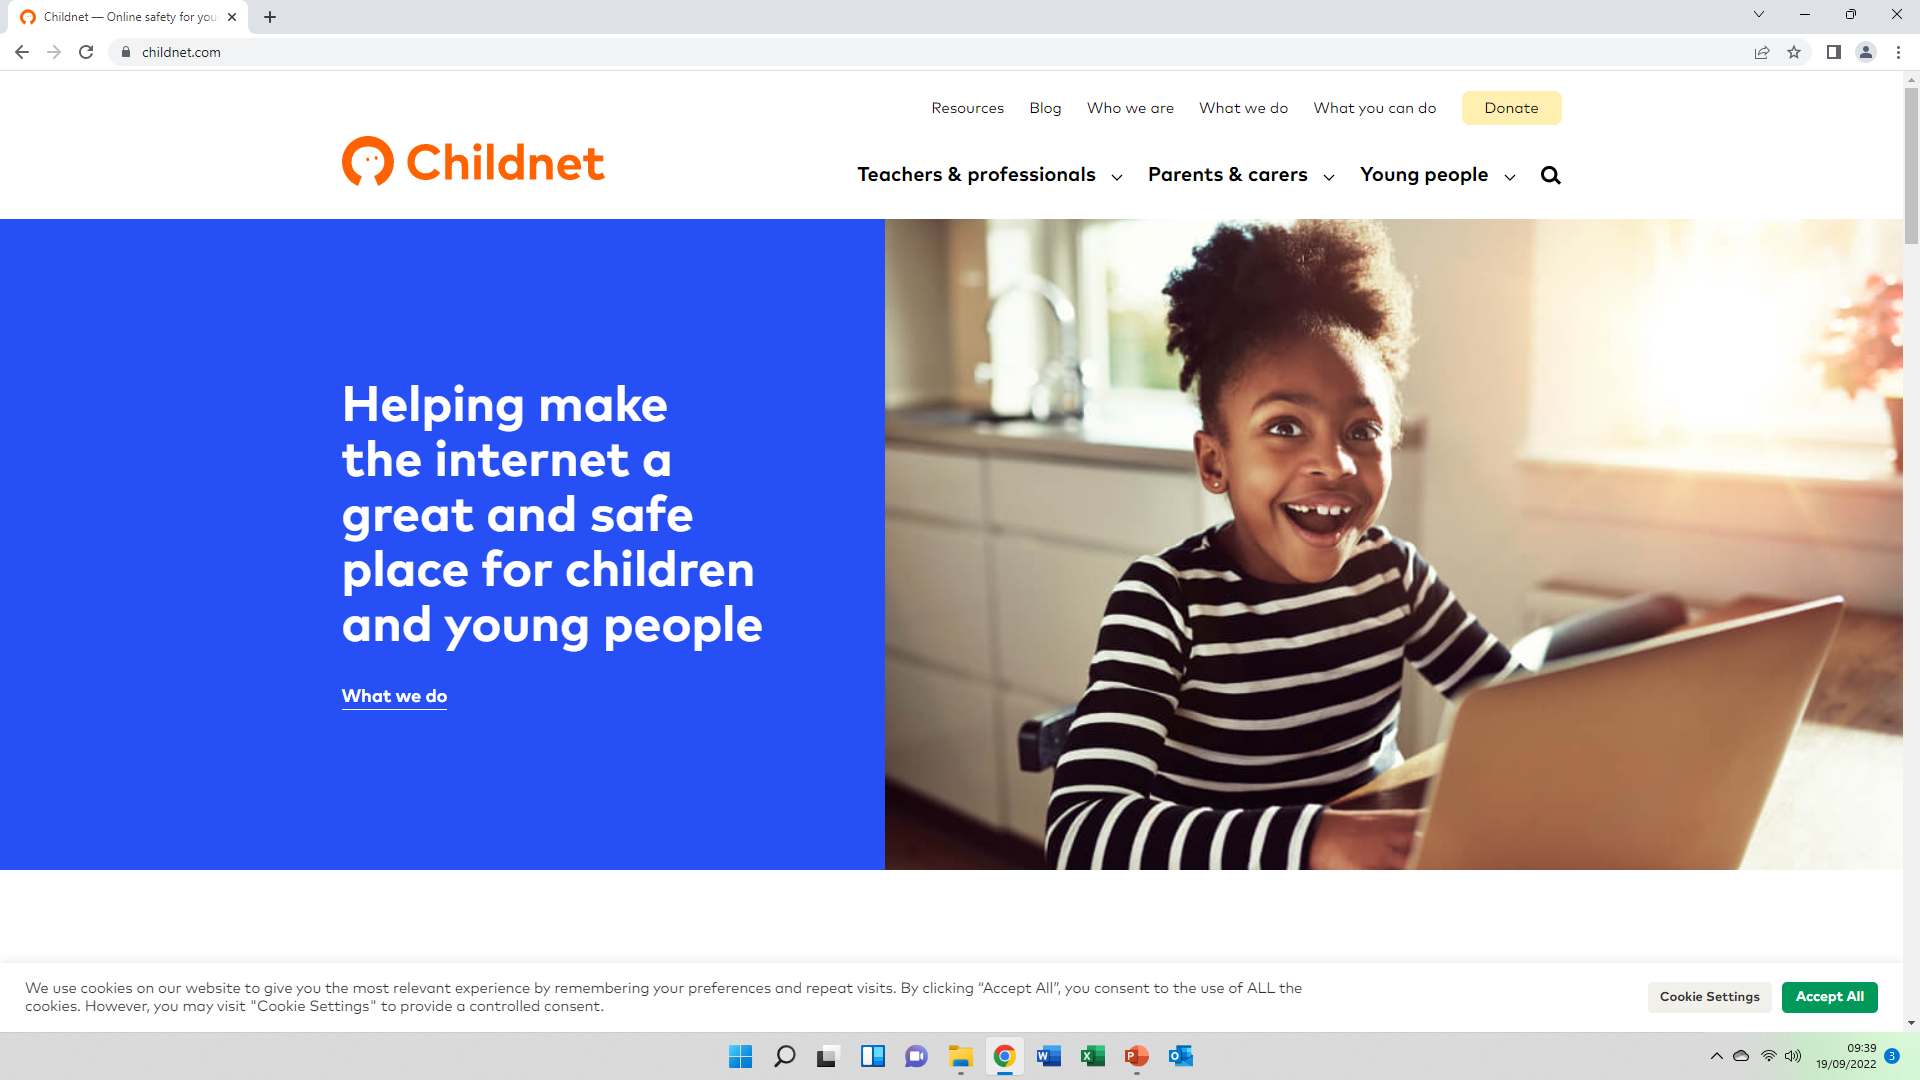 Childnet — Online safety for you
childnet.com
Resources Blog Who we are What we do What you can do Donate
Childnet
Teachers & professionals Parents & carers Young people
Helping make
the internet a
great and safe
place for children
and young people
What we do
We use cookies on our website to give you the most relevant experience by remembering your preferences and repeat visits. By clicking “Accept All”, you consent to the use of ALL the
cookies. However, you may visit "Cookie Settings" to provide a controlled consent.
Cookie Settings Accept All
09:39
19/09/2022
3